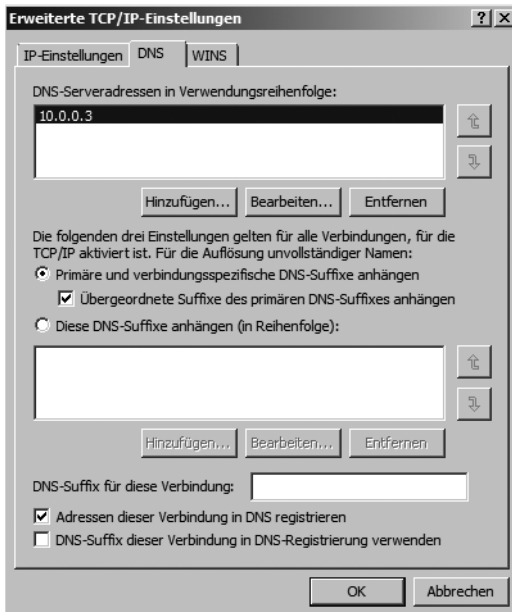 Erweiterte TCP/IP-Einstellungen
IP-Einstellungen
DNS
WINS
DNS-Serveradressen in Verwendungsreihenfolge:
10.0.0.3
Hinzufügen...
Bearbeiten...
Entfernen
Die folgenden drei Einstellungen gelten für alle Verbindungen, für die
TCP/IP aktiviert ist. Für die Auflösung unvollständiger Namen:
Primäre und verbindungsspezifische DNS-Suffixe anhängen
Übergeordnete Suffixe des primären DNS-Suffixes anhängen
Diese DNS-Suffixe anhängen (in Reihenfolge):
Hinzufügen...
Bearbeiten...
Entfernen
DNS-Suffix für diese Verbindung:
Adressen dieser Verbindung in DNS registrieren
DNS-Suffix dieser Verbindung in DNS-Registrierung verwenden
OK
Abbrechen